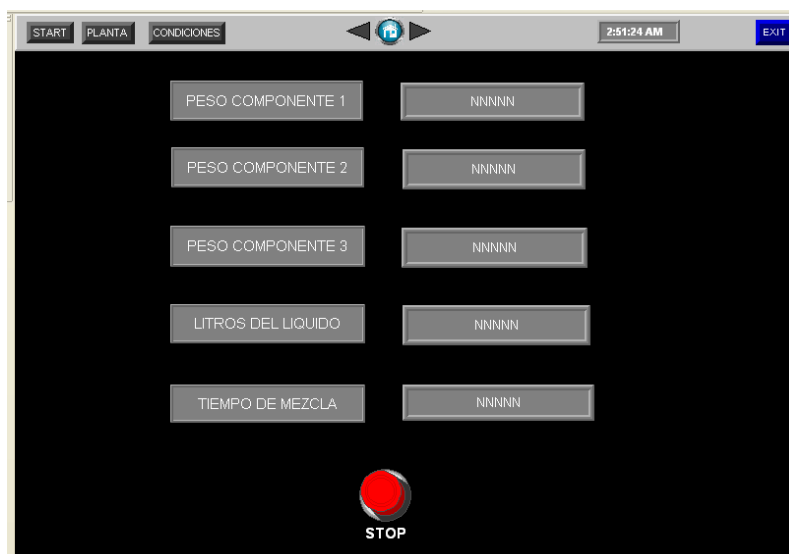 START PLANTA CONDICIONES 2:51:24 AM EXIT
PESO COMPONENTE 1 NNNNN
PESO COMPONENTE 2 NNNNN
PESO COMPONENTE 3 NNNNN
LITROS DEL LIQUIDO NNNNN
TIEMPO DE MEZCLA NNNNN
STOP